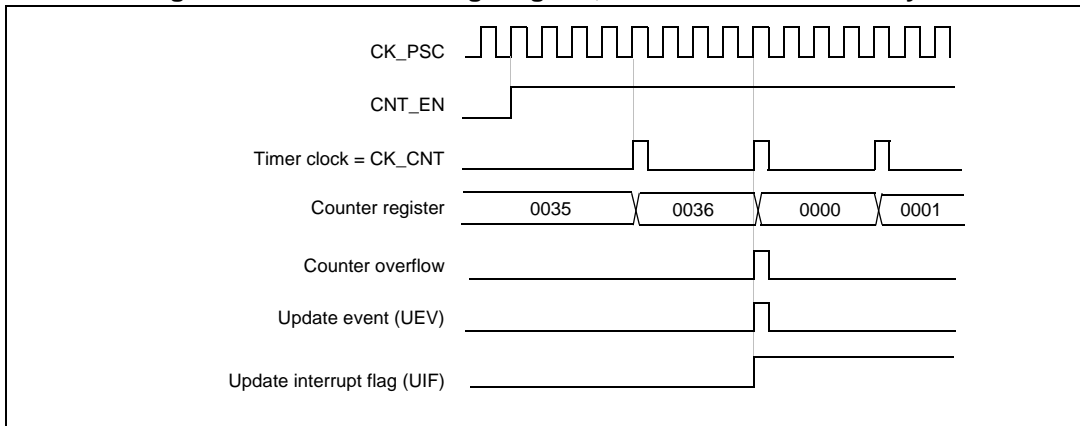 CK_PSC
CNT_EN
Timer clock = CK_CNT
Counter register 0035 0036 0000 0001
Counter overflow
Update event (UEV)
Update interrupt flag (UIF)